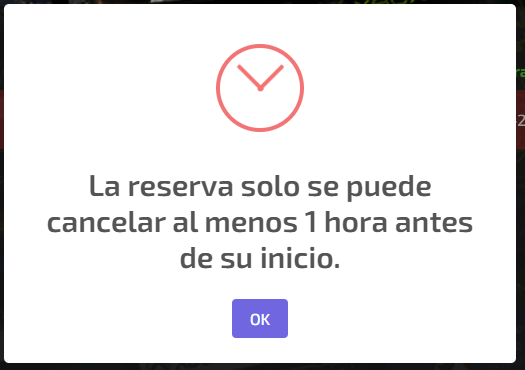 La reserva solo se puede
cancelar al menos 1 hora antes
de su inicio.
OK